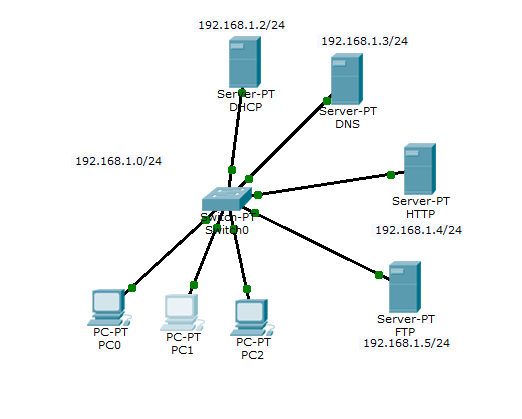 192.168.1.2/24
192.168.1.3/24
Server-PT
DHCP
Server-PT
DNS
192.168.1.0/24
Server-PT
HTTP
192.168.1.4/24
Switch-PT
Switch0
Server-PT
FTP
192.168.1.5/24
PC-PT
PC0
PC-PT
PC1
PC-PT
PC2